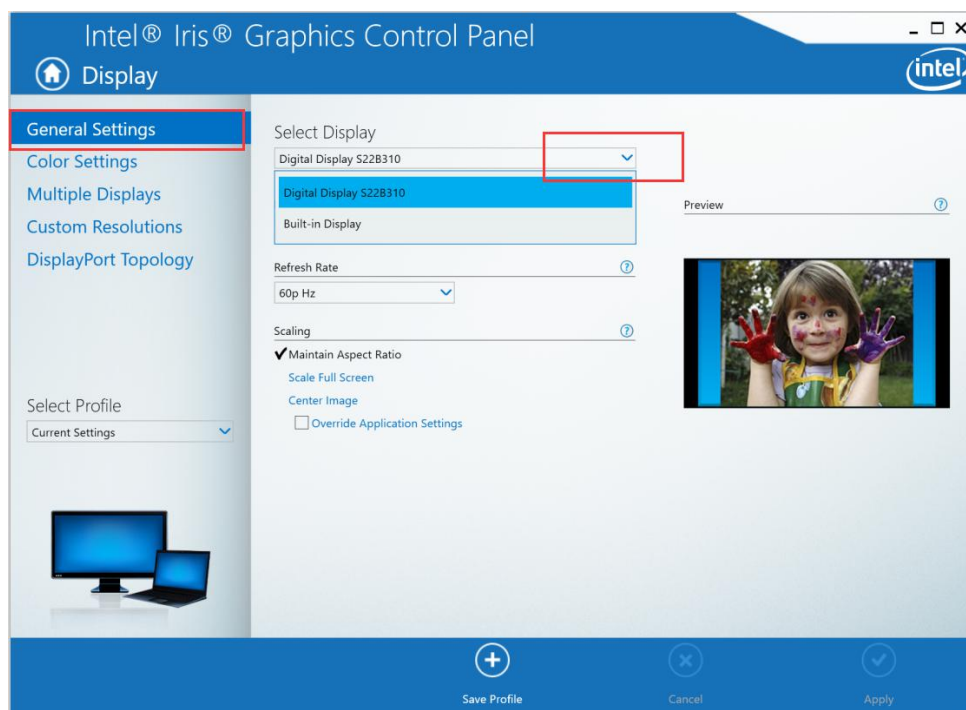 Intel® Iris® Graphics Control Panel
Display
intel
General Settings
Color Settings
Multiple Displays
Custom Resolutions
DisplayPort Topology
Select Profile
Current Settings
Select Display
Digital Display S22B310
Digital Display S22B310
Built-in Display
Refresh Rate
?
60p Hz
Scaling
?
Maintain Aspect Ratio
Scale Full Screen
Center Image
Override Application Settings
Preview
?
Save Profile
Cancel
Apply